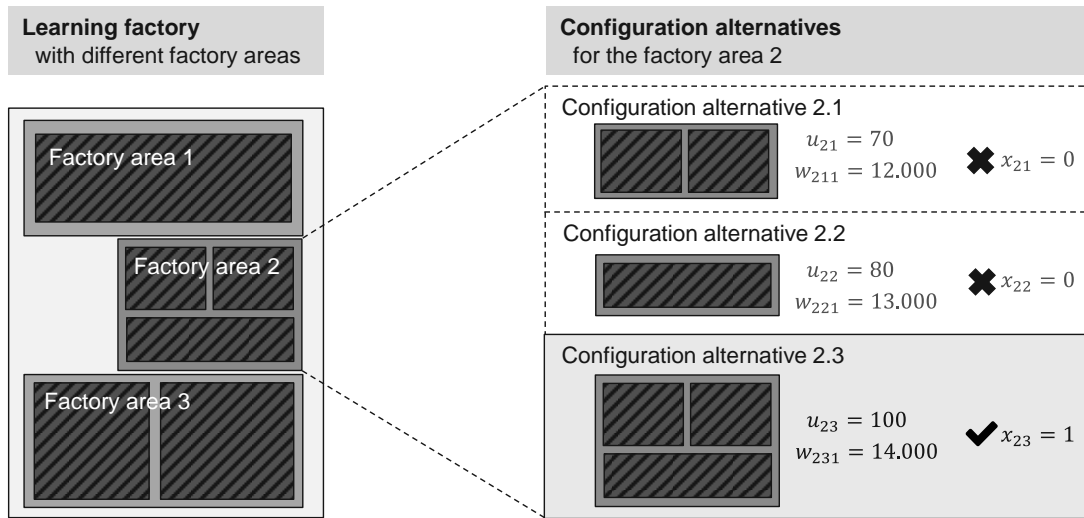 Learning factory
with different factory areas
Factory area 1
Factory area 2
Factory area 3
Configuration alternatives
for the factory area 2
Configuration alternative 2.1
u₂₁ = 70
w₂₁₁ = 12.000
x₂₁ = 0
Configuration alternative 2.2
u₂₂ = 80
w₂₂₁ = 13.000
x₂₂ = 0
Configuration alternative 2.3
u₂₃ = 100
w₂₃₁ = 14.000
x₂₃ = 1